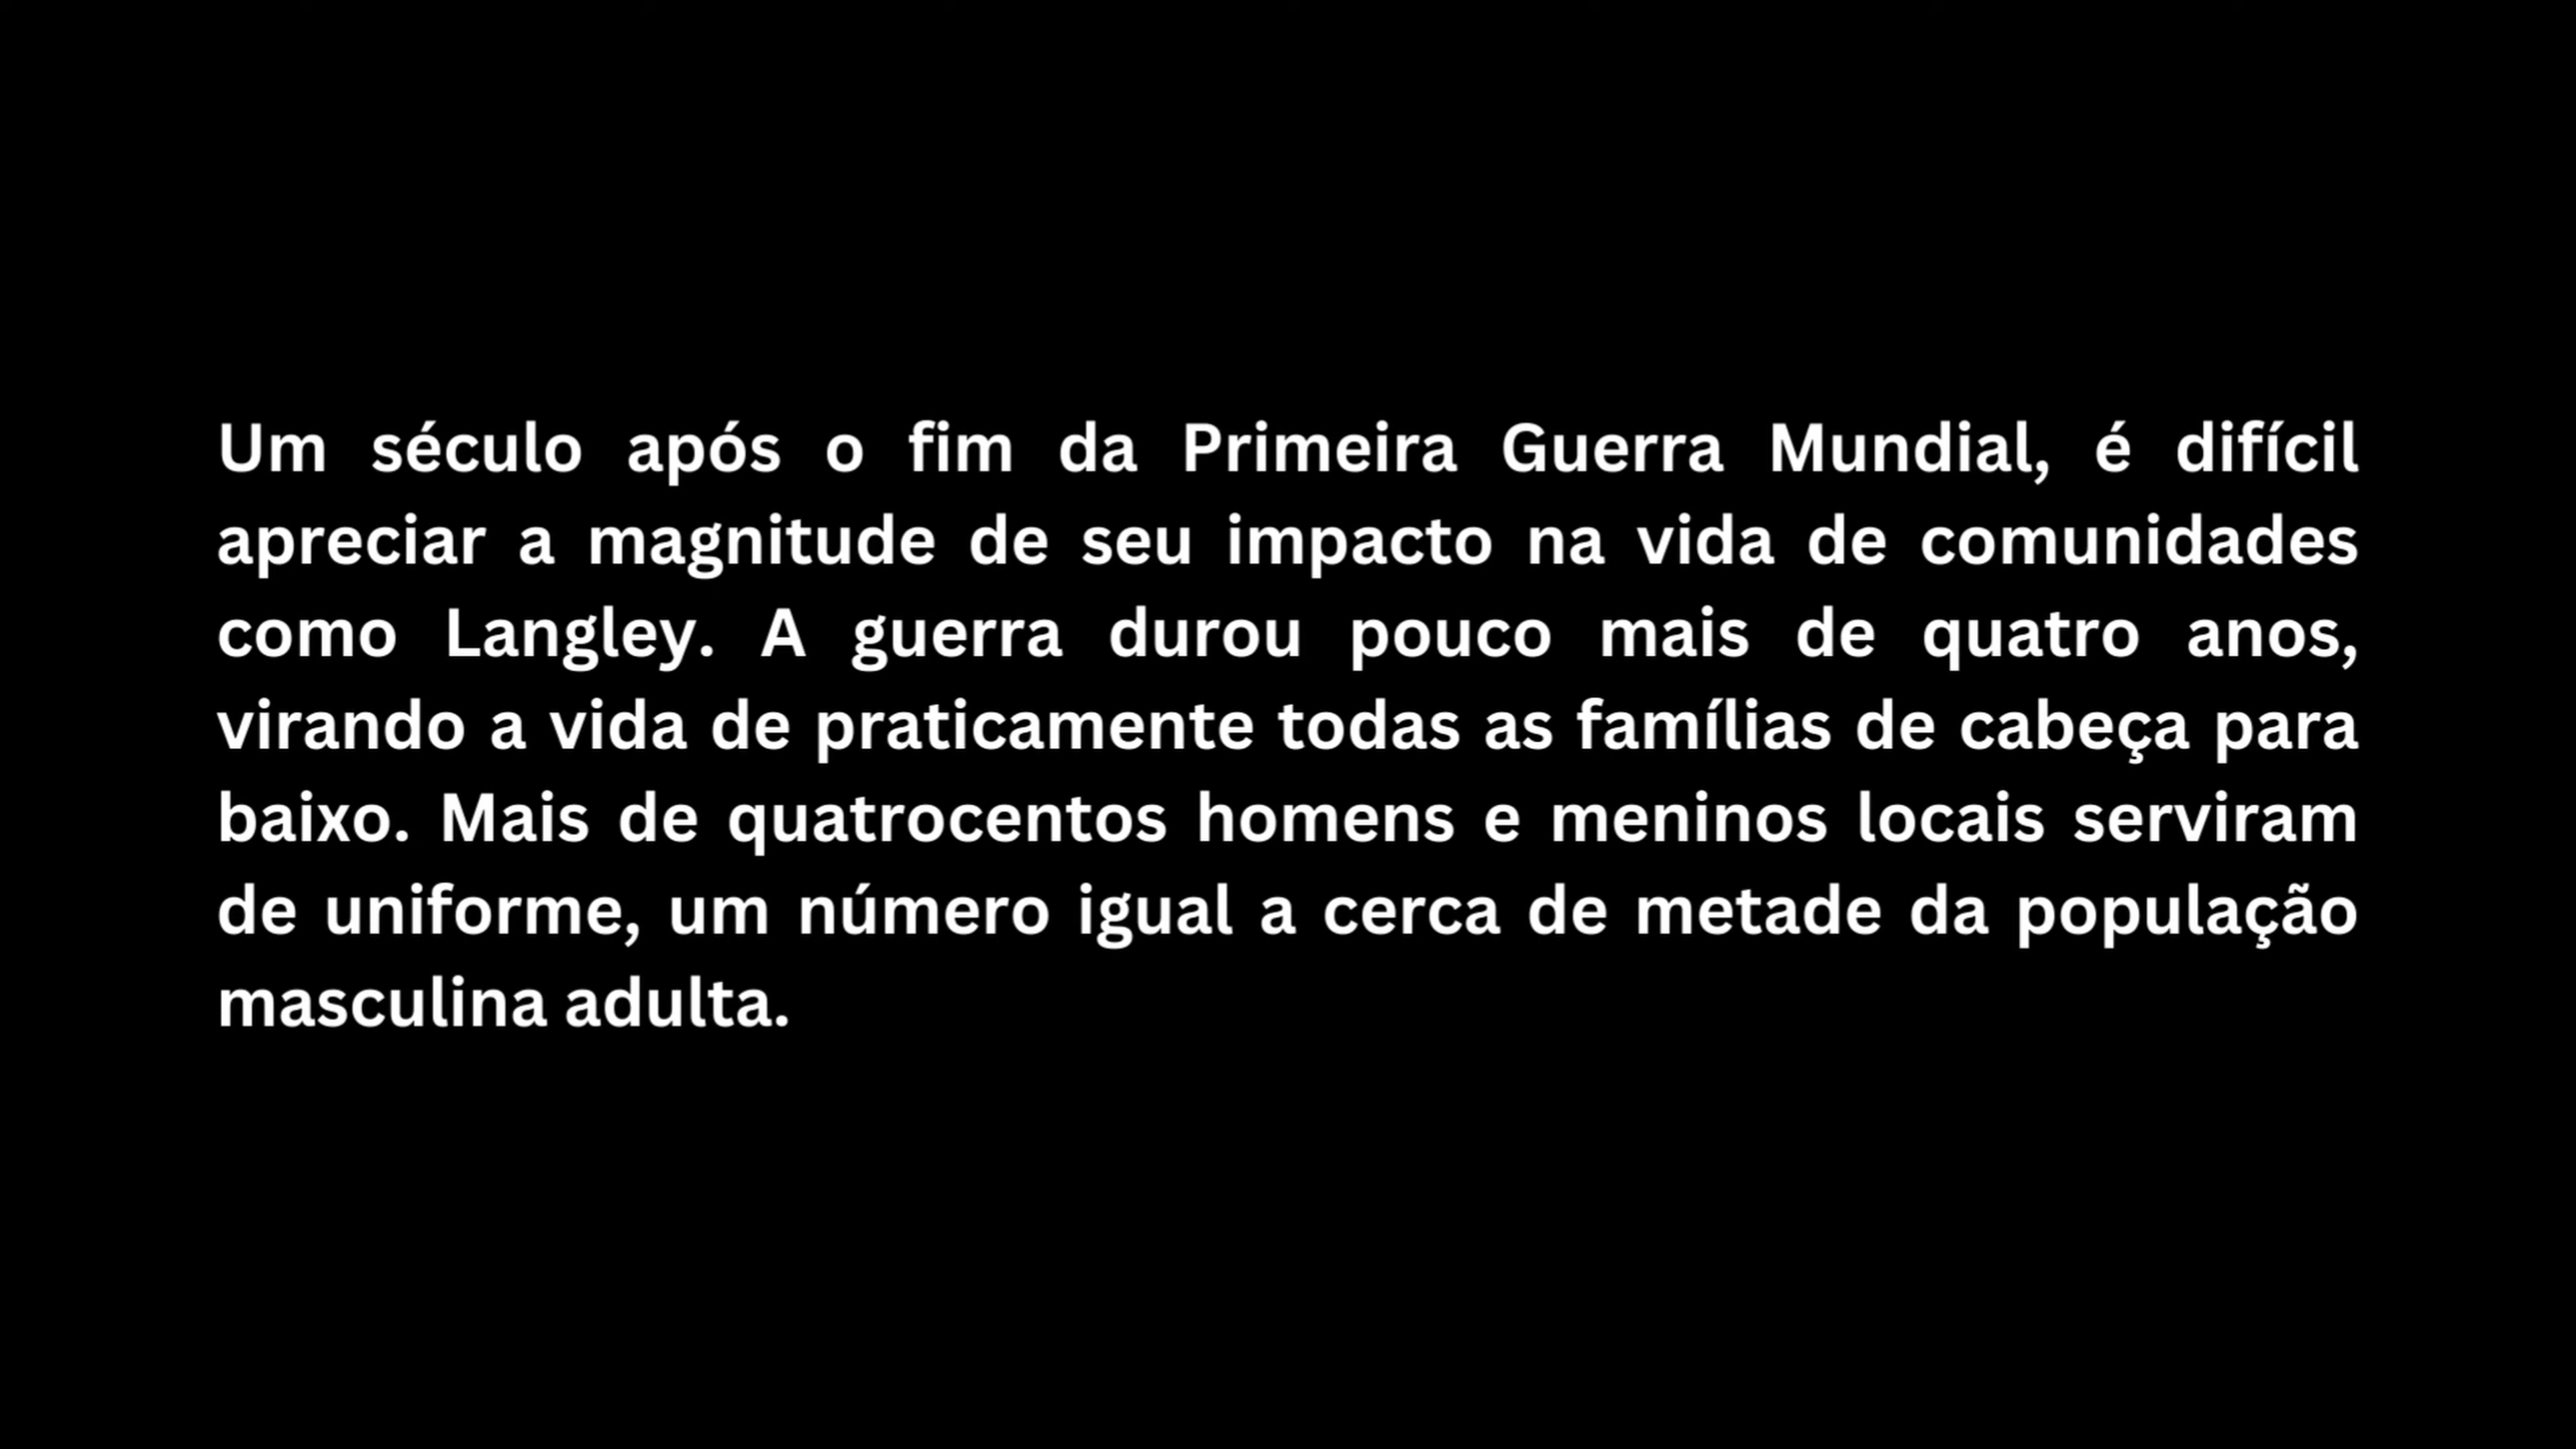 Um século após o fim da Primeira Guerra Mundial, é difícil
apreciar a magnitude de seu impacto na vida de comunidades
como Langley. A guerra durou pouco mais de quatro anos,
virando a vida de praticamente todas as famílias de cabeça para
baixo. Mais de quatrocentos homens e meninos locais serviram
de uniforme, um número igual a cerca de metade da população
masculina adulta.